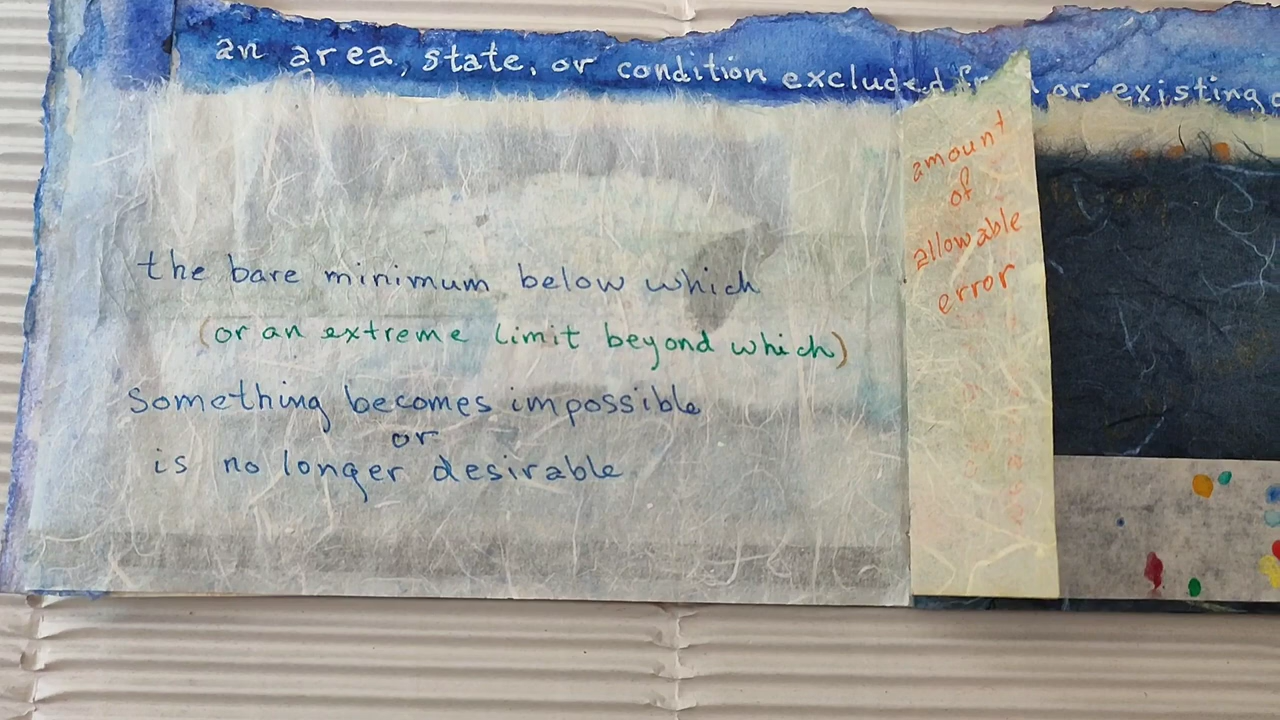 an area, state, or condition excluded or existing
the bare minimum below which
(or an extreme limit beyond which)
something becomes impossible
or
is no longer desirable
amount
of
allowable
error